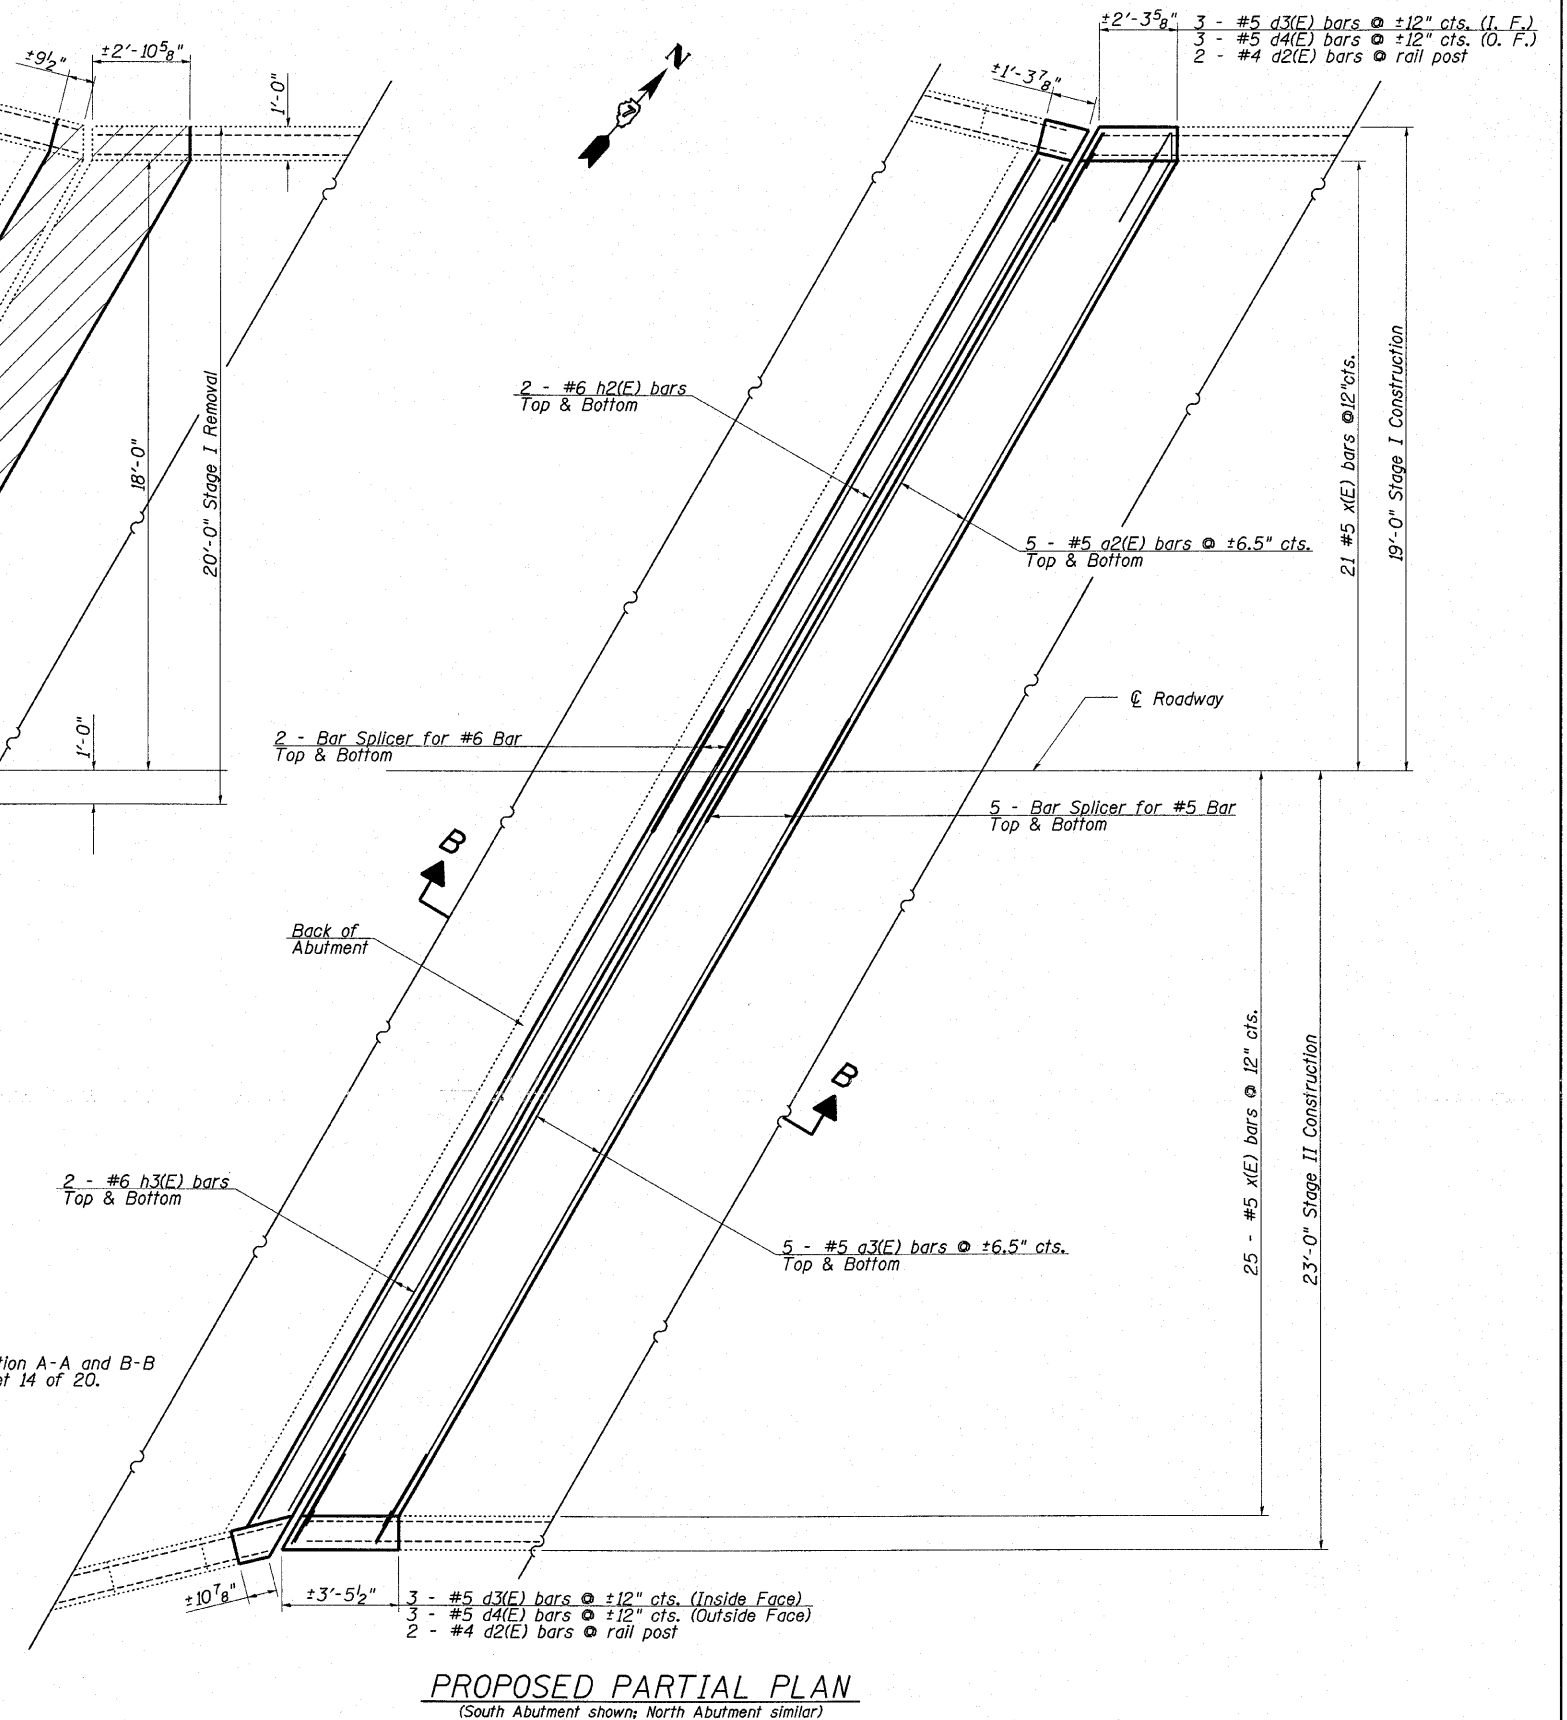 ±2'-3⅝"
3 - #5 d3(E) bars @ ±12" cts. (I. F.)
3 - #5 d4(E) bars @ ±12" cts. (O. F.)
2 - #4 d2(E) bars @ rail post
±9½"
±2'-10⅝"
1'-0"
N
±1'-3⅞"
2 - #6 h2(E) bars
Top & Bottom
18'-0"
20'-0" Stage I Removal
5 - #5 a2(E) bars @ ±6.5" cts.
Top & Bottom
21 #5 x(E) bars @12"cts.
19'-0" Stage I Construction
℄ Roadway
1'-0"
2 - Bar Splicer for #6 Bar
Top & Bottom
5 - Bar Splicer for #5 Bar
Top & Bottom
B
Back of
Abutment
B
25 - #5 x(E) bars @ 12" cts.
23'-0" Stage II Construction
2 - #6 h3(E) bars
Top & Bottom
5 - #5 a3(E) bars @ ±6.5" cts.
Top & Bottom
tion A-A and B-B
et 14 of 20.
±10⅞"
±3'-5½"
3 - #5 d3(E) bars @ ±12" cts. (Inside Face)
3 - #5 d4(E) bars @ ±12" cts. (Outside Face)
2 - #4 d2(E) bars @ rail post
PROPOSED PARTIAL PLAN
(South Abutment shown; North Abutment similar)